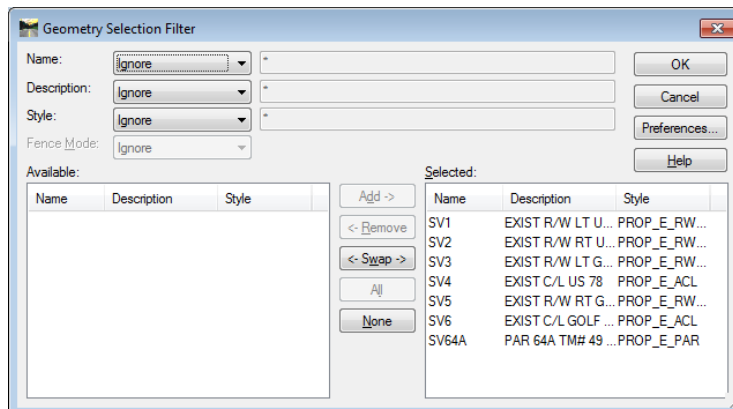 Geometry Selection Filter
Name: Ignore * OK
Description: Ignore * Cancel
Style: Ignore * Preferences...
Fence Mode: Ignore Help
Available: Selected:
Name Description Style Add -> Name Description Style
<- Remove SV1 EXIST R/W LT U... PROP_E_RW...
SV2 EXIST R/W RT U... PROP_E_RW...
<- Swap -> SV3 EXIST R/W LT G... PROP_E_RW...
SV4 EXIST C/L US 78 PROP_E_ACL
All SV5 EXIST R/W RT G... PROP_E_RW...
None SV6 EXIST C/L GOLF ... PROP_E_ACL
SV64A PAR 64A TM# 49 ... PROP_E_PAR